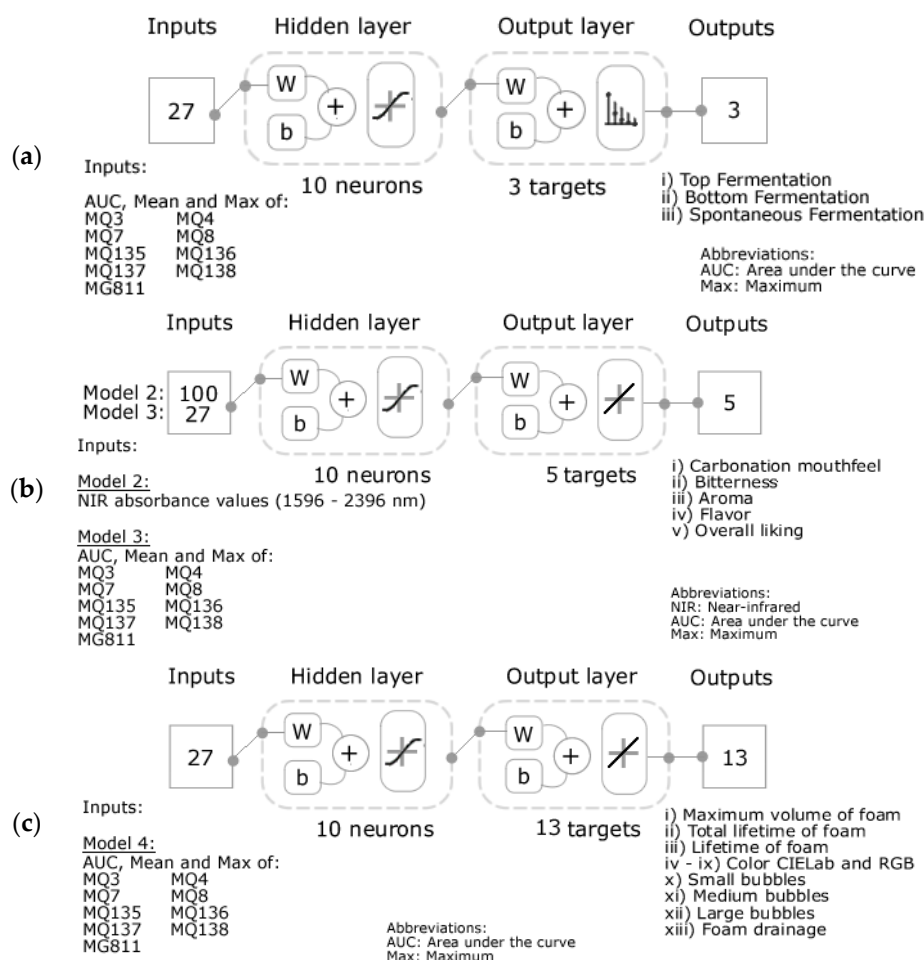 Inputs Hidden layer Output layer Outputs
27 W b + W b + 3
(a)
10 neurons 3 targets
Inputs:
AUC, Mean and Max of:
MQ3 MQ4
MQ7 MQ8
MQ135 MQ136
MQ137 MQ138
MG811
i) Top Fermentation
ii) Bottom Fermentation
iii) Spontaneous Fermentation
Abbreviations:
AUC: Area under the curve
Max: Maximum
Inputs Hidden layer Output layer Outputs
Model 2: 100
Model 3: 27
W b + W b + 5
(b)
10 neurons 5 targets
Inputs:
Model 2:
NIR absorbance values (1596 - 2396 nm)
Model 3:
AUC, Mean and Max of:
MQ3 MQ4
MQ7 MQ8
MQ135 MQ136
MQ137 MQ138
MG811
i) Carbonation mouthfeel
ii) Bitterness
iii) Aroma
iv) Flavor
v) Overall liking
Abbreviations:
NIR: Near-infrared
AUC: Area under the curve
Max: Maximum
Inputs Hidden layer Output layer Outputs
27 W b + W b + 13
(c)
10 neurons 13 targets
Inputs:
Model 4:
AUC, Mean and Max of:
MQ3 MQ4
MQ7 MQ8
MQ135 MQ136
MQ137 MQ138
MG811
i) Maximum volume of foam
ii) Total lifetime of foam
iii) Lifetime of foam
iv - ix) Color CIELab and RGB
x) Small bubbles
xi) Medium bubbles
xii) Large bubbles
xiii) Foam drainage
Abbreviations:
AUC: Area under the curve
Max: Maximum